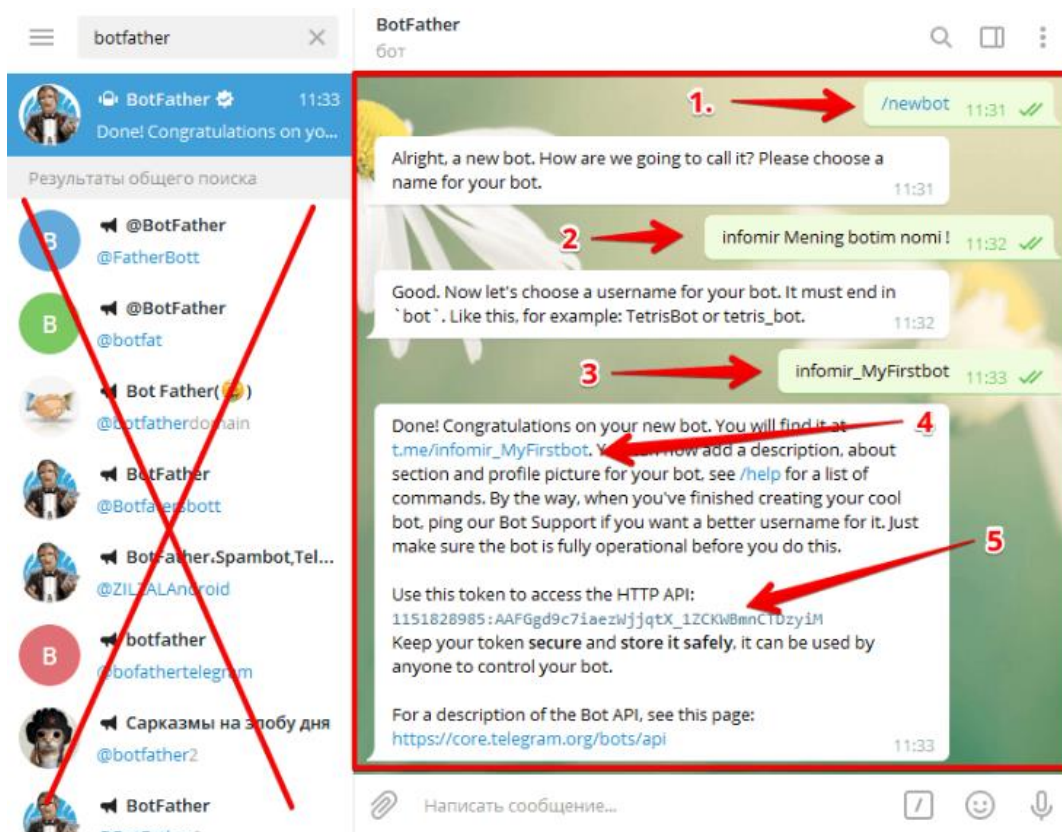 botfather
BotFather
11:33
Done! Congratulations on yo...
Результаты общего поиска
B
@BotFather
@FatherBott
B
@BotFather
@botfat
Bot Father( )
@botfatherdomain
BotFather
@Botfatersbott
BotFather.Spambot,Tel...
@ZILZALAndroid
B
botfather
@bofathertelegram
Сарказмы на злобу дня
@botfather2
BotFather
BotFather
бот
1.
/newbot 11:31
Alright, a new bot. How are we going to call it? Please choose a
name for your bot.
11:31
2
infomir Mening botim nomi ! 11:32
Good. Now let's choose a username for your bot. It must end in
`bot`. Like this, for example: TetrisBot or tetris_bot.
11:32
3
infomir_MyFirstbot 11:33
Done! Congratulations on your new bot. You will find it at
4
t.me/infomir_MyFirstbot. You can now add a description, about
section and profile picture for your bot, see /help for a list of
commands. By the way, when you've finished creating your cool
bot, ping our Bot Support if you want a better username for it. Just
make sure the bot is fully operational before you do this.
5
Use this token to access the HTTP API:
Keep your token secure and store it safely, it can be used by
anyone to control your bot.
For a description of the Bot API, see this page:
https://core.telegram.org/bots/api
11:33
Написать сообщение...